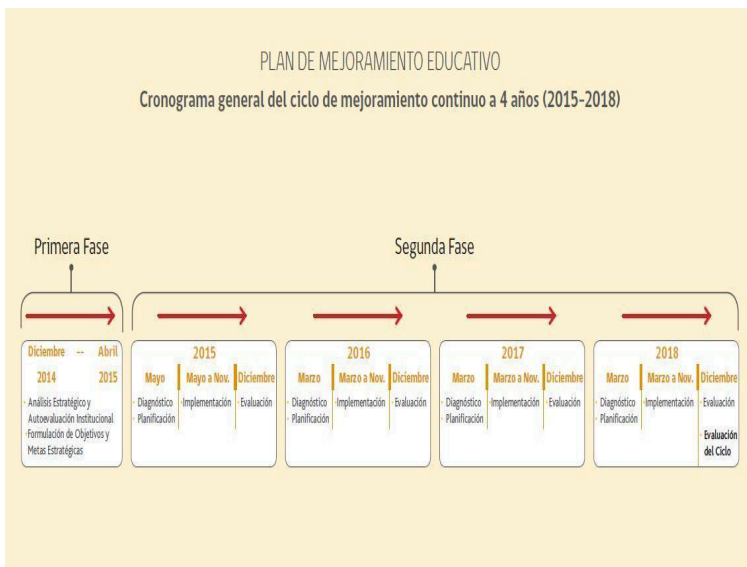 PLAN DE MEJORAMIENTO EDUCATIVO
Cronograma general del ciclo de mejoramiento continuo a 4 años (2015-2018)
Primera Fase
Segunda Fase
Diciembre -- Abril
2014 2015
· Análisis Estratégico y
Autoevaluación Institucional
·Formulación de Objetivos y
Metas Estratégicas
2015
Mayo Mayo a Nov. Diciembre
· Diagnóstico ·Implementación · Evaluación
· Planificación
2016
Marzo Marzo a Nov. Diciembre
· Diagnóstico ·Implementación · Evaluación
· Planificación
2017
Marzo Marzo a Nov. Diciembre
· Diagnóstico ·Implementación · Evaluación
· Planificación
2018
Marzo Marzo a Nov. Diciembre
· Diagnóstico ·Implementación · Evaluación
· Planificación
· Evaluación
del Ciclo